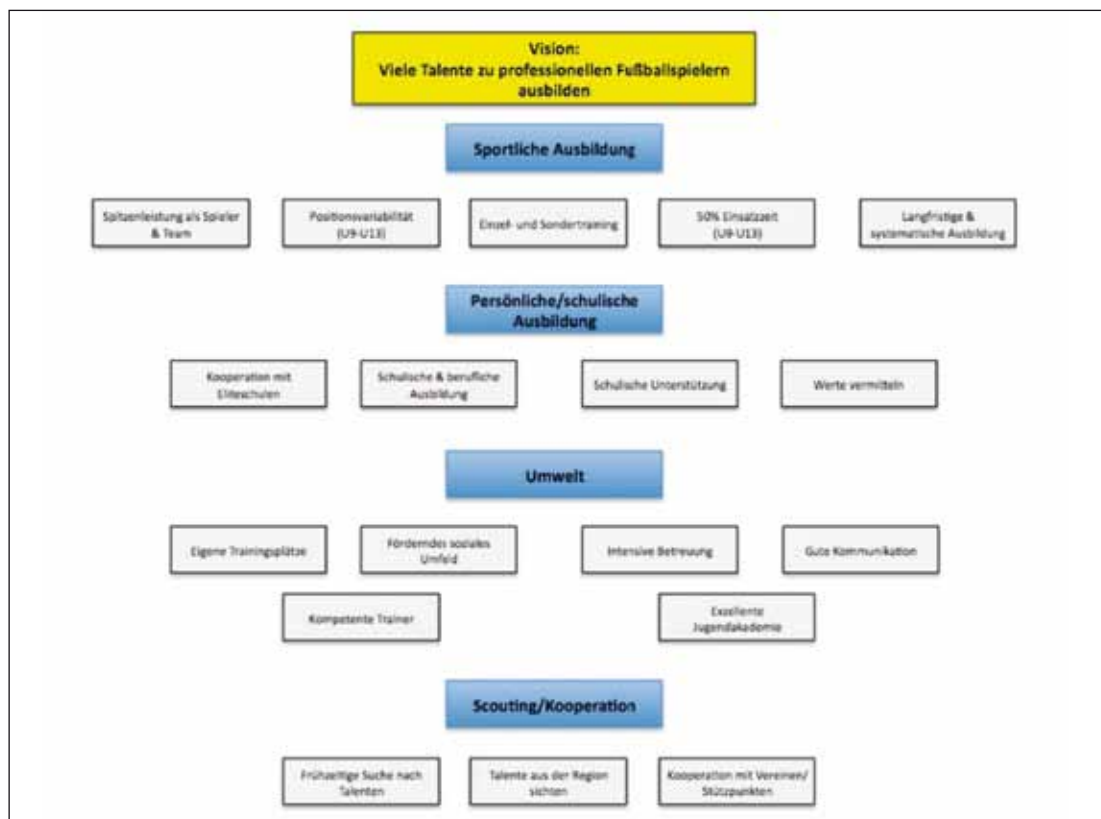 Vision:
Viele Talente zu professionellen Fußballspielern
ausbilden
Sportliche Ausbildung
Spitzenleistung als Spieler
& Team
Positionsvariabilität
(U9-U13)
Einzel- und Sondertraining
50% Einsatzzeit
(U9-U13)
Langfristige &
systematische Ausbildung
Persönliche/schulische
Ausbildung
Kooperation mit
Eliteschulen
Schulische & berufliche
Ausbildung
Schulische Unterstützung
Werte vermitteln
Umwelt
Eigene Trainingsplätze
Förderndes soziales
Umfeld
Intensive Betreuung
Gute Kommunikation
Kompetente Trainer
Exzellente
Jugendakademie
Scouting/Kooperation
Frühzeitige Suche nach
Talenten
Talente aus der Region
sichten
Kooperation mit Vereinen/
Stützpunkten